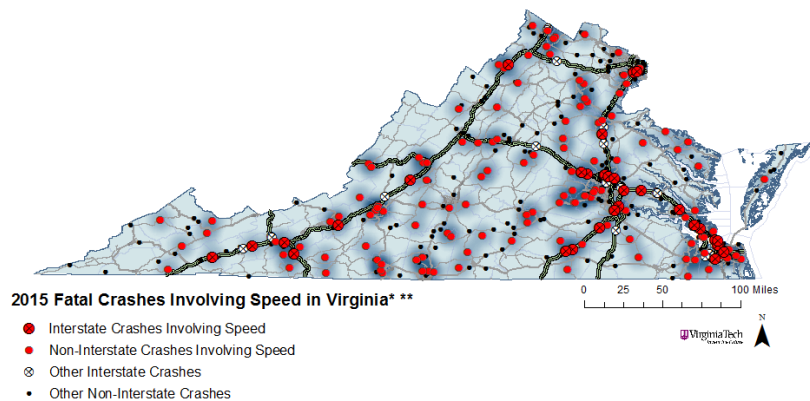 2015 Fatal Crashes Involving Speed in Virginia* **
Interstate Crashes Involving Speed
Non-Interstate Crashes Involving Speed
Other Interstate Crashes
Other Non-Interstate Crashes
0 25 50 100 Miles
N
VirginiaTech